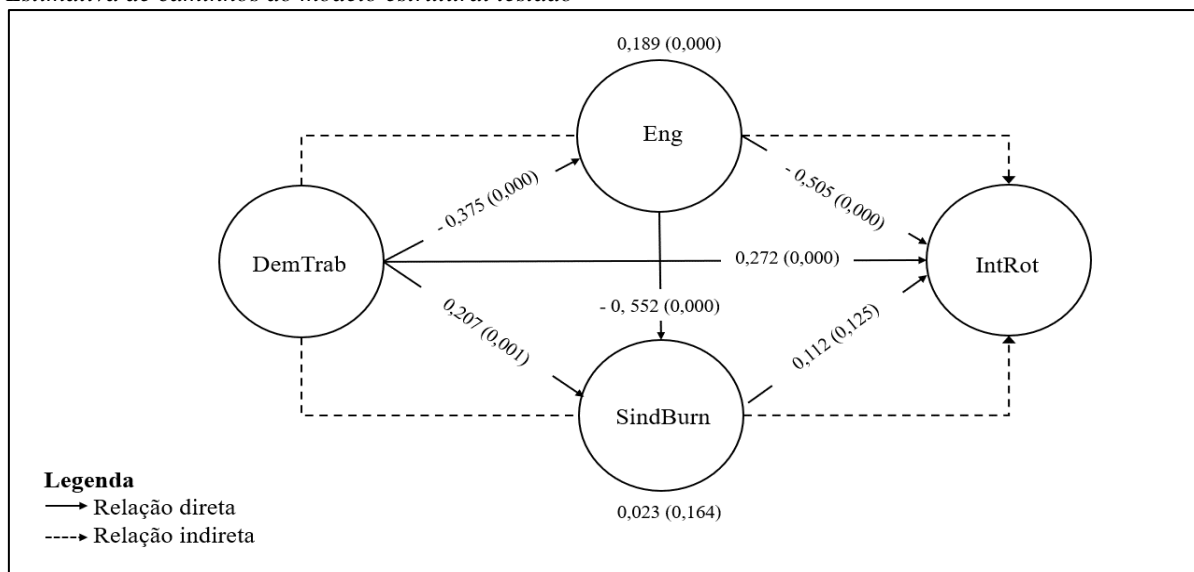 Estimativa de caminhos do modelo estrutural testado
0,189 (0,000)
Eng
- 0,375 (0,000)
- 0,505 (0,000)
DemTrab
0,272 (0,000)
IntRot
- 0, 552 (0,000)
0,207 (0,001)
0,112 (0,125)
SindBurn
0,023 (0,164)
Legenda
Relação direta
Relação indireta